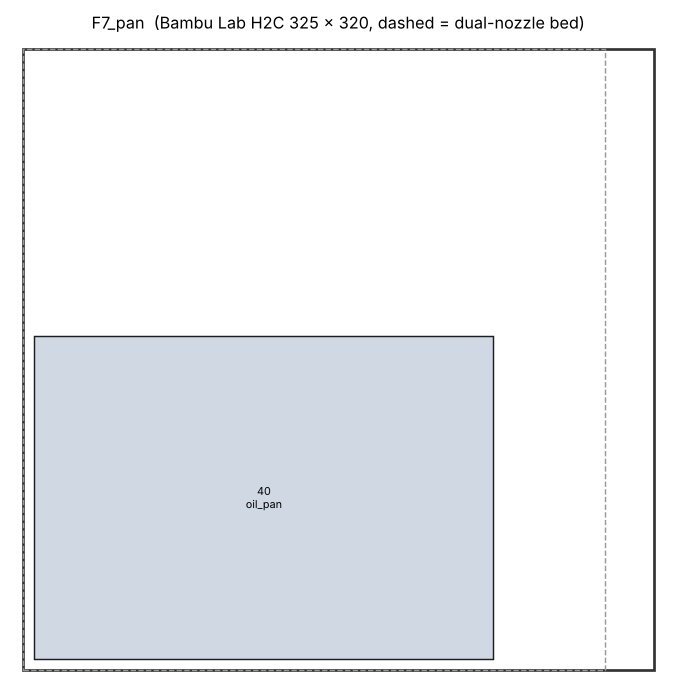 F7_pan (Bambu Lab H2C 325 × 320, dashed = dual-nozzle bed)
40
oil_pan